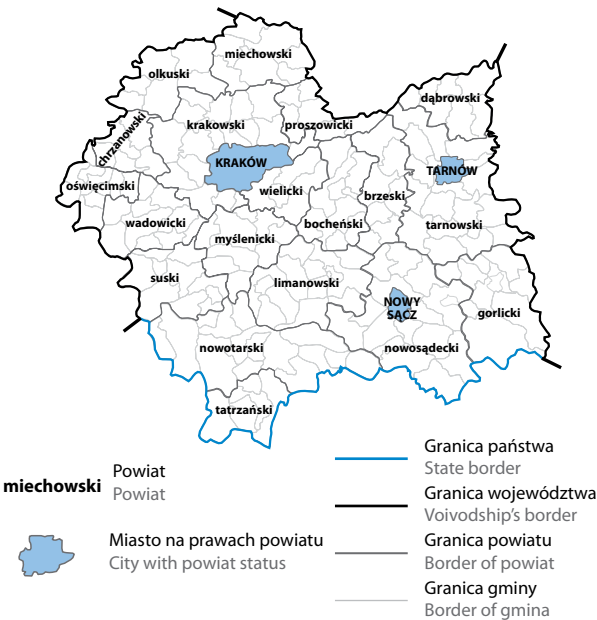 miechowski
olkuski
dąbrowski
krakowski
proszowicki
chrzanowski
KRAKÓW
TARNÓW
oświęcimski
wielicki
brzeski
wadowicki
bocheński
tarnowski
myślenicki
suski
limanowski
NOWY
SĄCZ
gorlicki
nowotarski
nowosądecki
tatrzański
miechowski
Powiat
Powiat
Miasto na prawach powiatu
City with powiat status
Granica państwa
State border
Granica województwa
Voivodship's border
Granica powiatu
Border of powiat
Granica gminy
Border of gmina